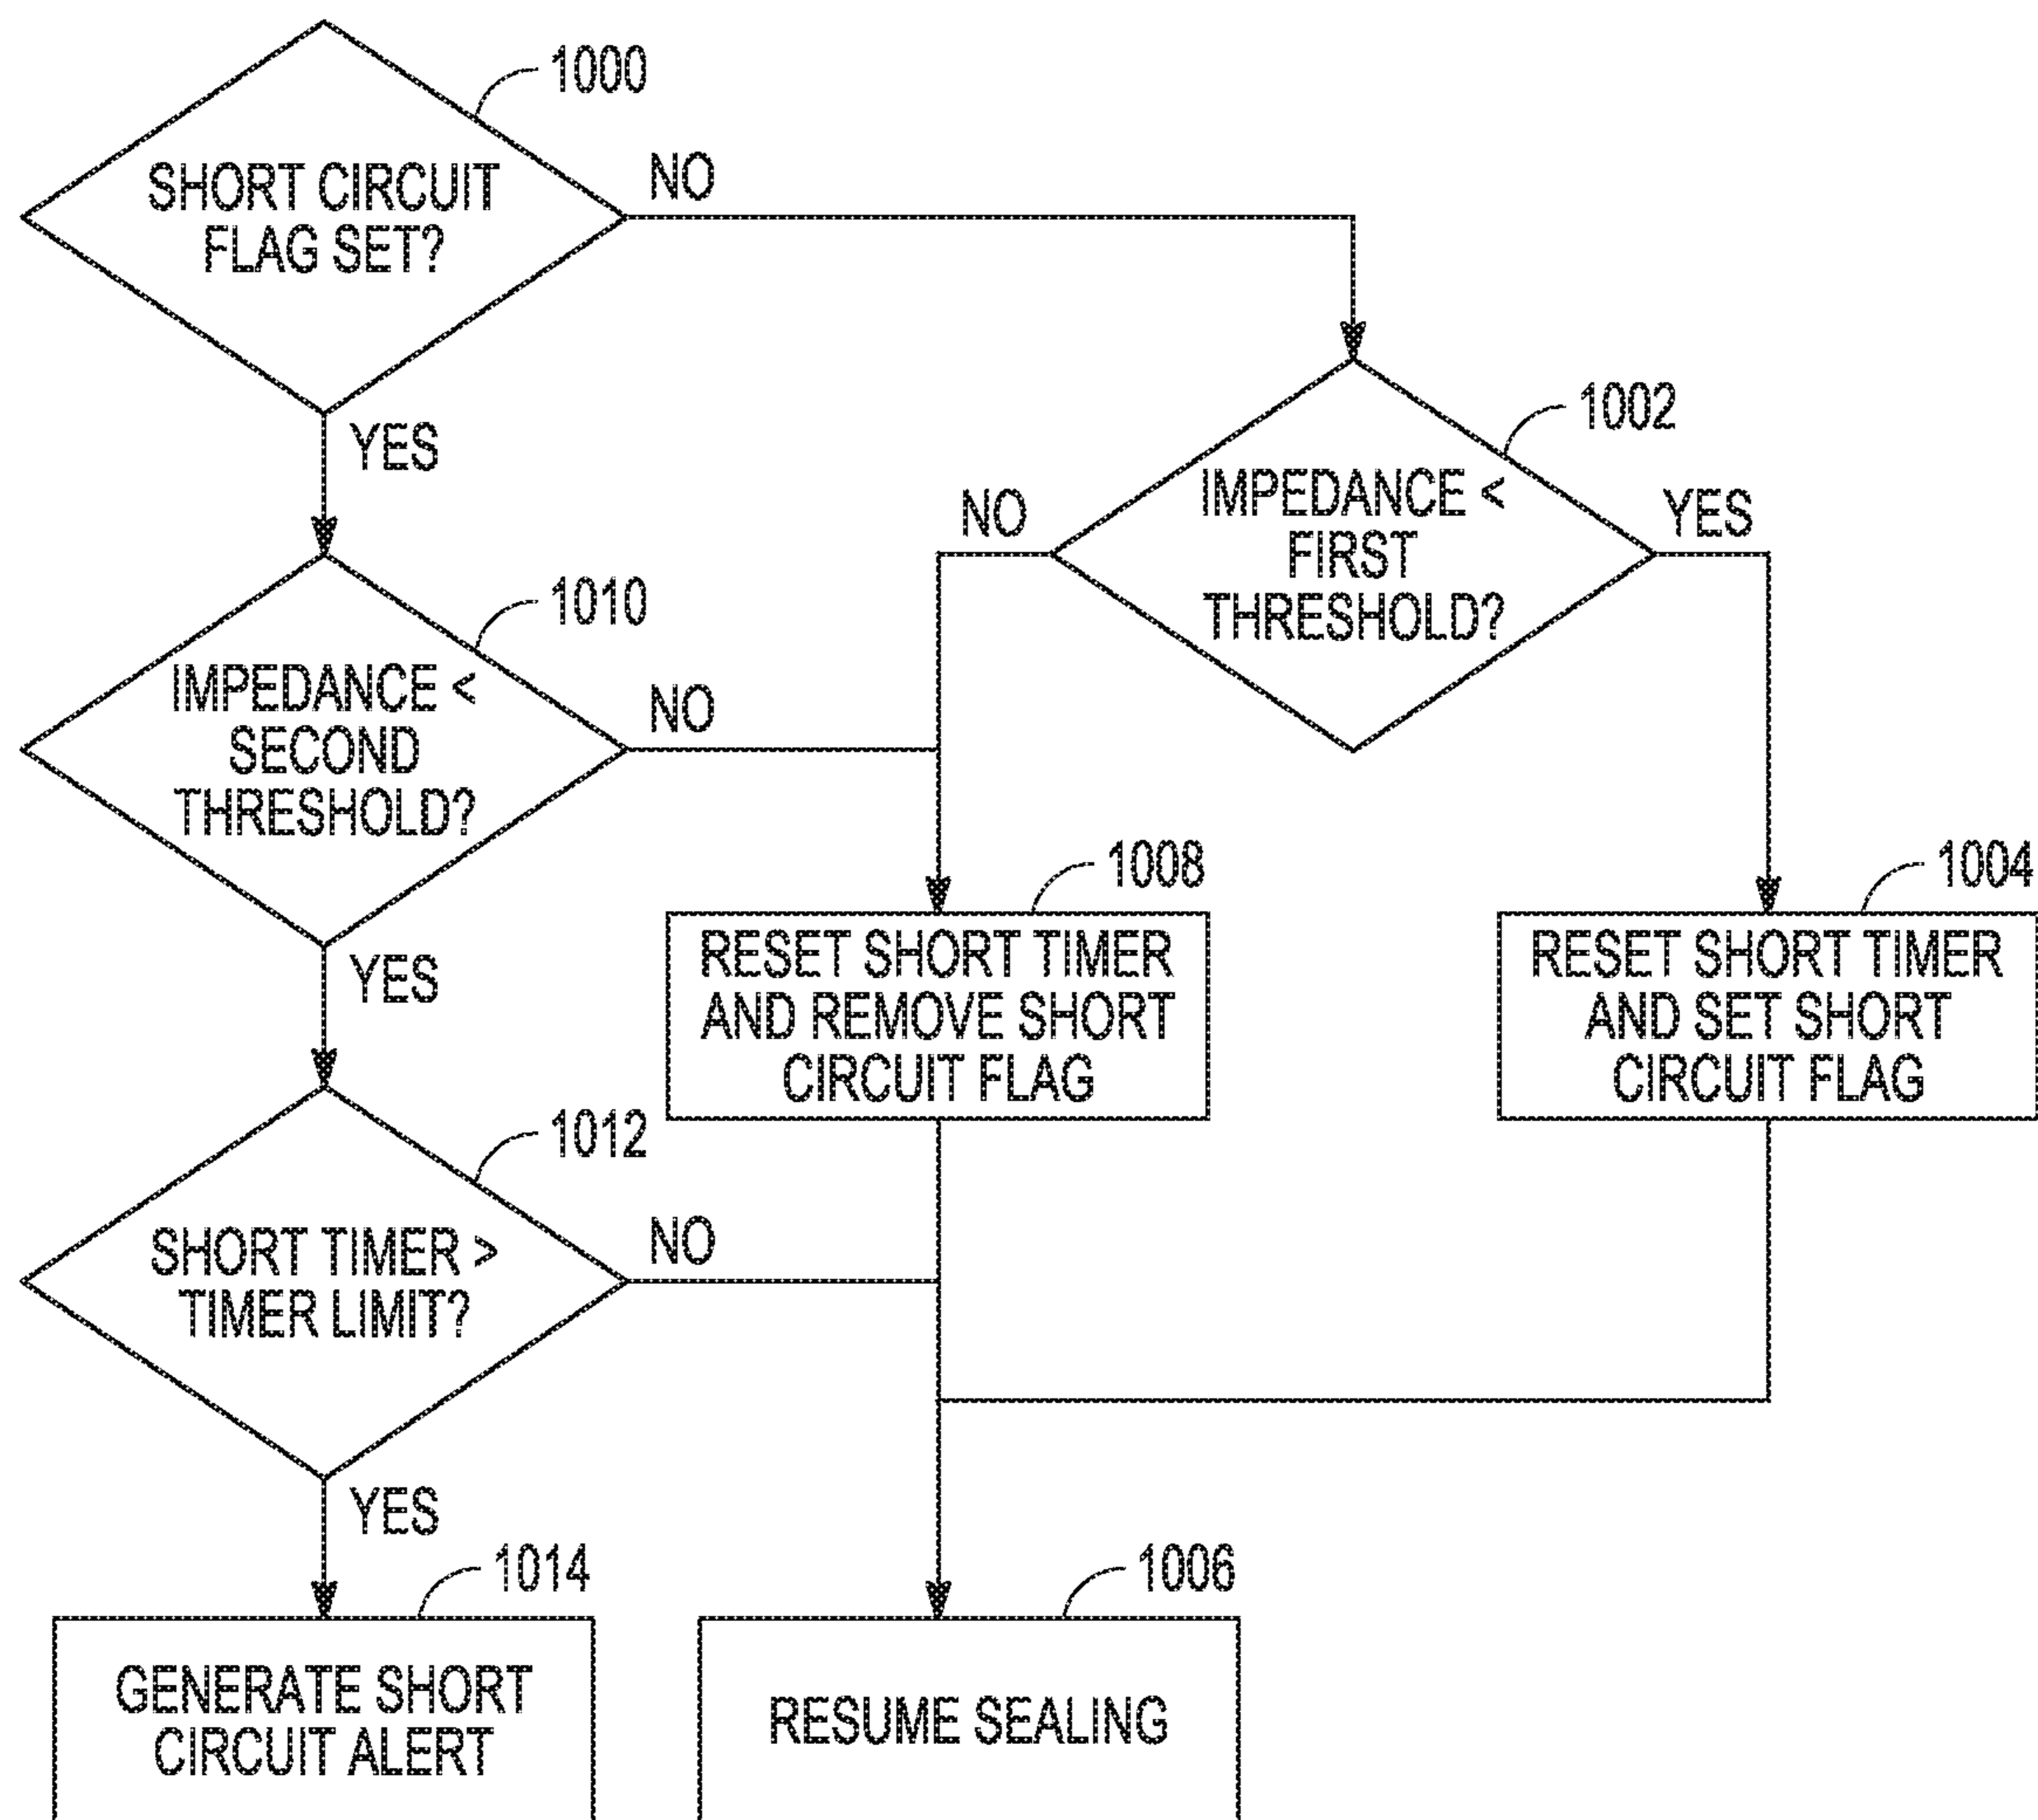 1000
SHORT CIRCUIT
FLAG SET?
NO
YES
1002
IMPEDANCE <
FIRST
THRESHOLD?
NO
YES
1010
IMPEDANCE <
SECOND
THRESHOLD?
NO
YES
1008
RESET SHORT TIMER
AND REMOVE SHORT
CIRCUIT FLAG
1004
RESET SHORT TIMER
AND SET SHORT
CIRCUIT FLAG
1012
SHORT TIMER >
TIMER LIMIT?
NO
YES
1014
GENERATE SHORT
CIRCUIT ALERT
1006
RESUME SEALING